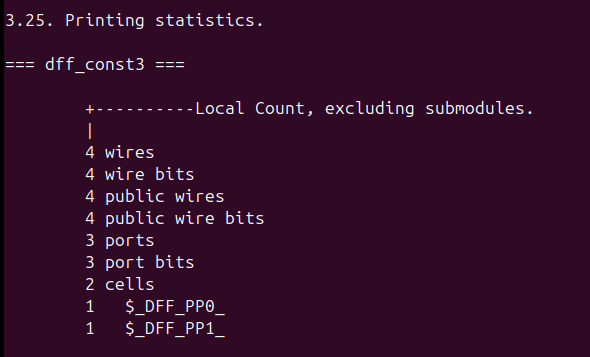 3.25. Printing statistics.
=== dff_const3 ===
+----------Local Count, excluding submodules.
|
4 wires
4 wire bits
4 public wires
4 public wire bits
3 ports
3 port bits
2 cells
1   $_DFF_PP0_
1   $_DFF_PP1_